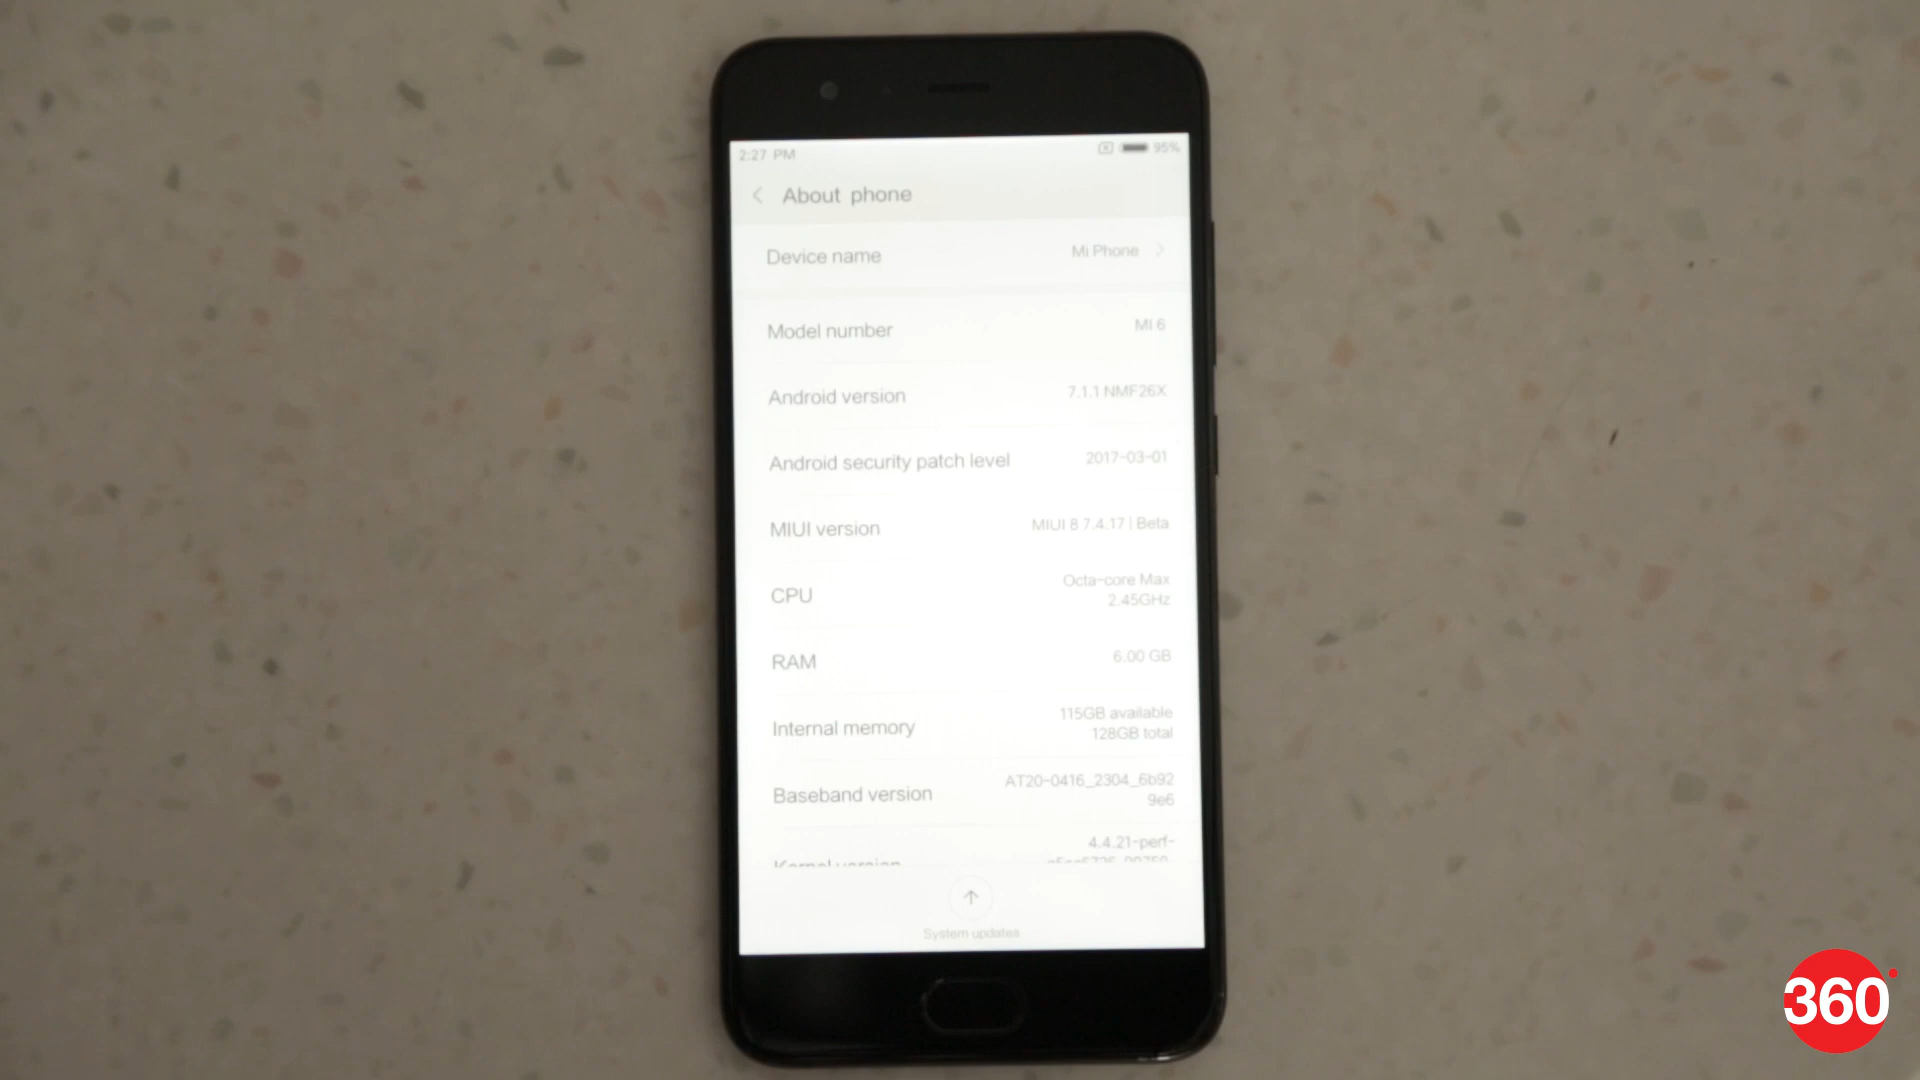 2:27 PM 95%
About phone
Device name Mi Phone
Model number MI 6
Android version 7.1.1 NMF26X
Android security patch level 2017-03-01
MIUI version MIUI 8 7.4.17 | Beta
CPU Octa-core Max
2.45GHz
RAM 6.00 GB
Internal memory 115GB available
128GB total
Baseband version AT20-0416_2304_6b92
9e6
Kernel version 4.4.21-perf-
System updates
360